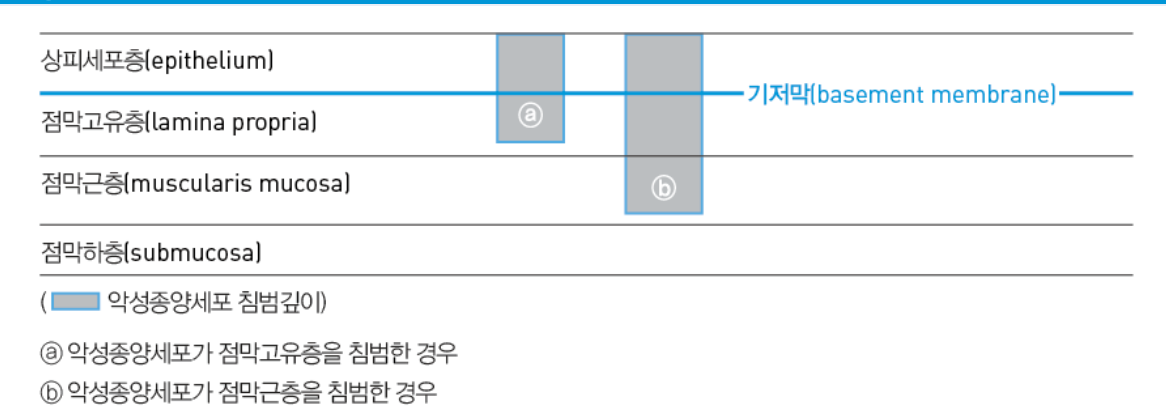 상피세포층(epithelium)
기저막(basement membrane)
점막고유층(lamina propria)
ⓐ
점막근층(muscularis mucosa)
ⓑ
점막하층(submucosa)
( 악성종양세포 침범깊이)
ⓐ 악성종양세포가 점막고유층을 침범한 경우
ⓑ 악성종양세포가 점막근층을 침범한 경우